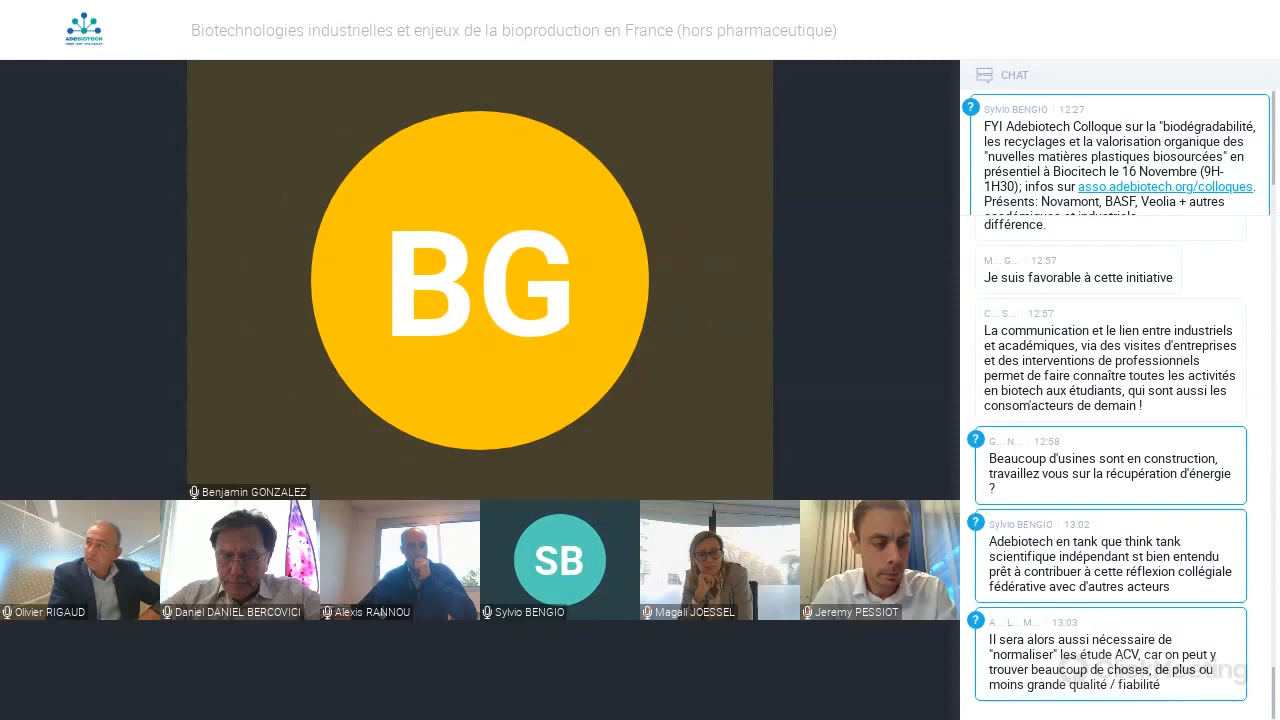 ADEBIOTECH
Biotechnologies industrielles et enjeux de la bioproduction en France (hors pharmaceutique)
BG
Benjamin GONZALEZ
Olivier RIGAUD
Daniel DANIEL BERCOVICI
Alexis RANNOU
SB
Sylvio BENGIO
Magali JOESSEL
Jeremy PESSIOT
CHAT
?
Sylvio BENGIO 12:27
FYI Adebiotech Colloque sur la "biodégradabilité,
les recyclages et la valorisation organique des
"nuvelles matières plastiques biosourcées" en
présentiel à Biocitech le 16 Novembre (9H-
1H30); infos sur asso.adebiotech.org/colloques.
Présents: Novamont, BASF, Veolia + autres
académiques et industriels
différence.
M... G... 12:57
Je suis favorable à cette initiative
C... S... 12:57
La communication et le lien entre industriels
et académiques, via des visites d'entreprises
et des interventions de professionnels
permet de faire connaître toutes les activités
en biotech aux étudiants, qui sont aussi les
consom'acteurs de demain !
?
G... N... 12:58
Beaucoup d'usines sont en construction,
travaillez vous sur la récupération d'énergie
?
?
Sylvio BENGIO 13:02
Adebiotech en tank que think tank
scientifique indépendant st bien entendu
prêt à contribuer à cette réflexion collégiale
fédérative avec d'autres acteurs
?
A... L... M... 13:03
Il sera alors aussi nécessaire de
"normaliser" les étude ACV, car on peut y
trouver beaucoup de choses, de plus ou
moins grande qualité / fiabilité
ClickMeeting